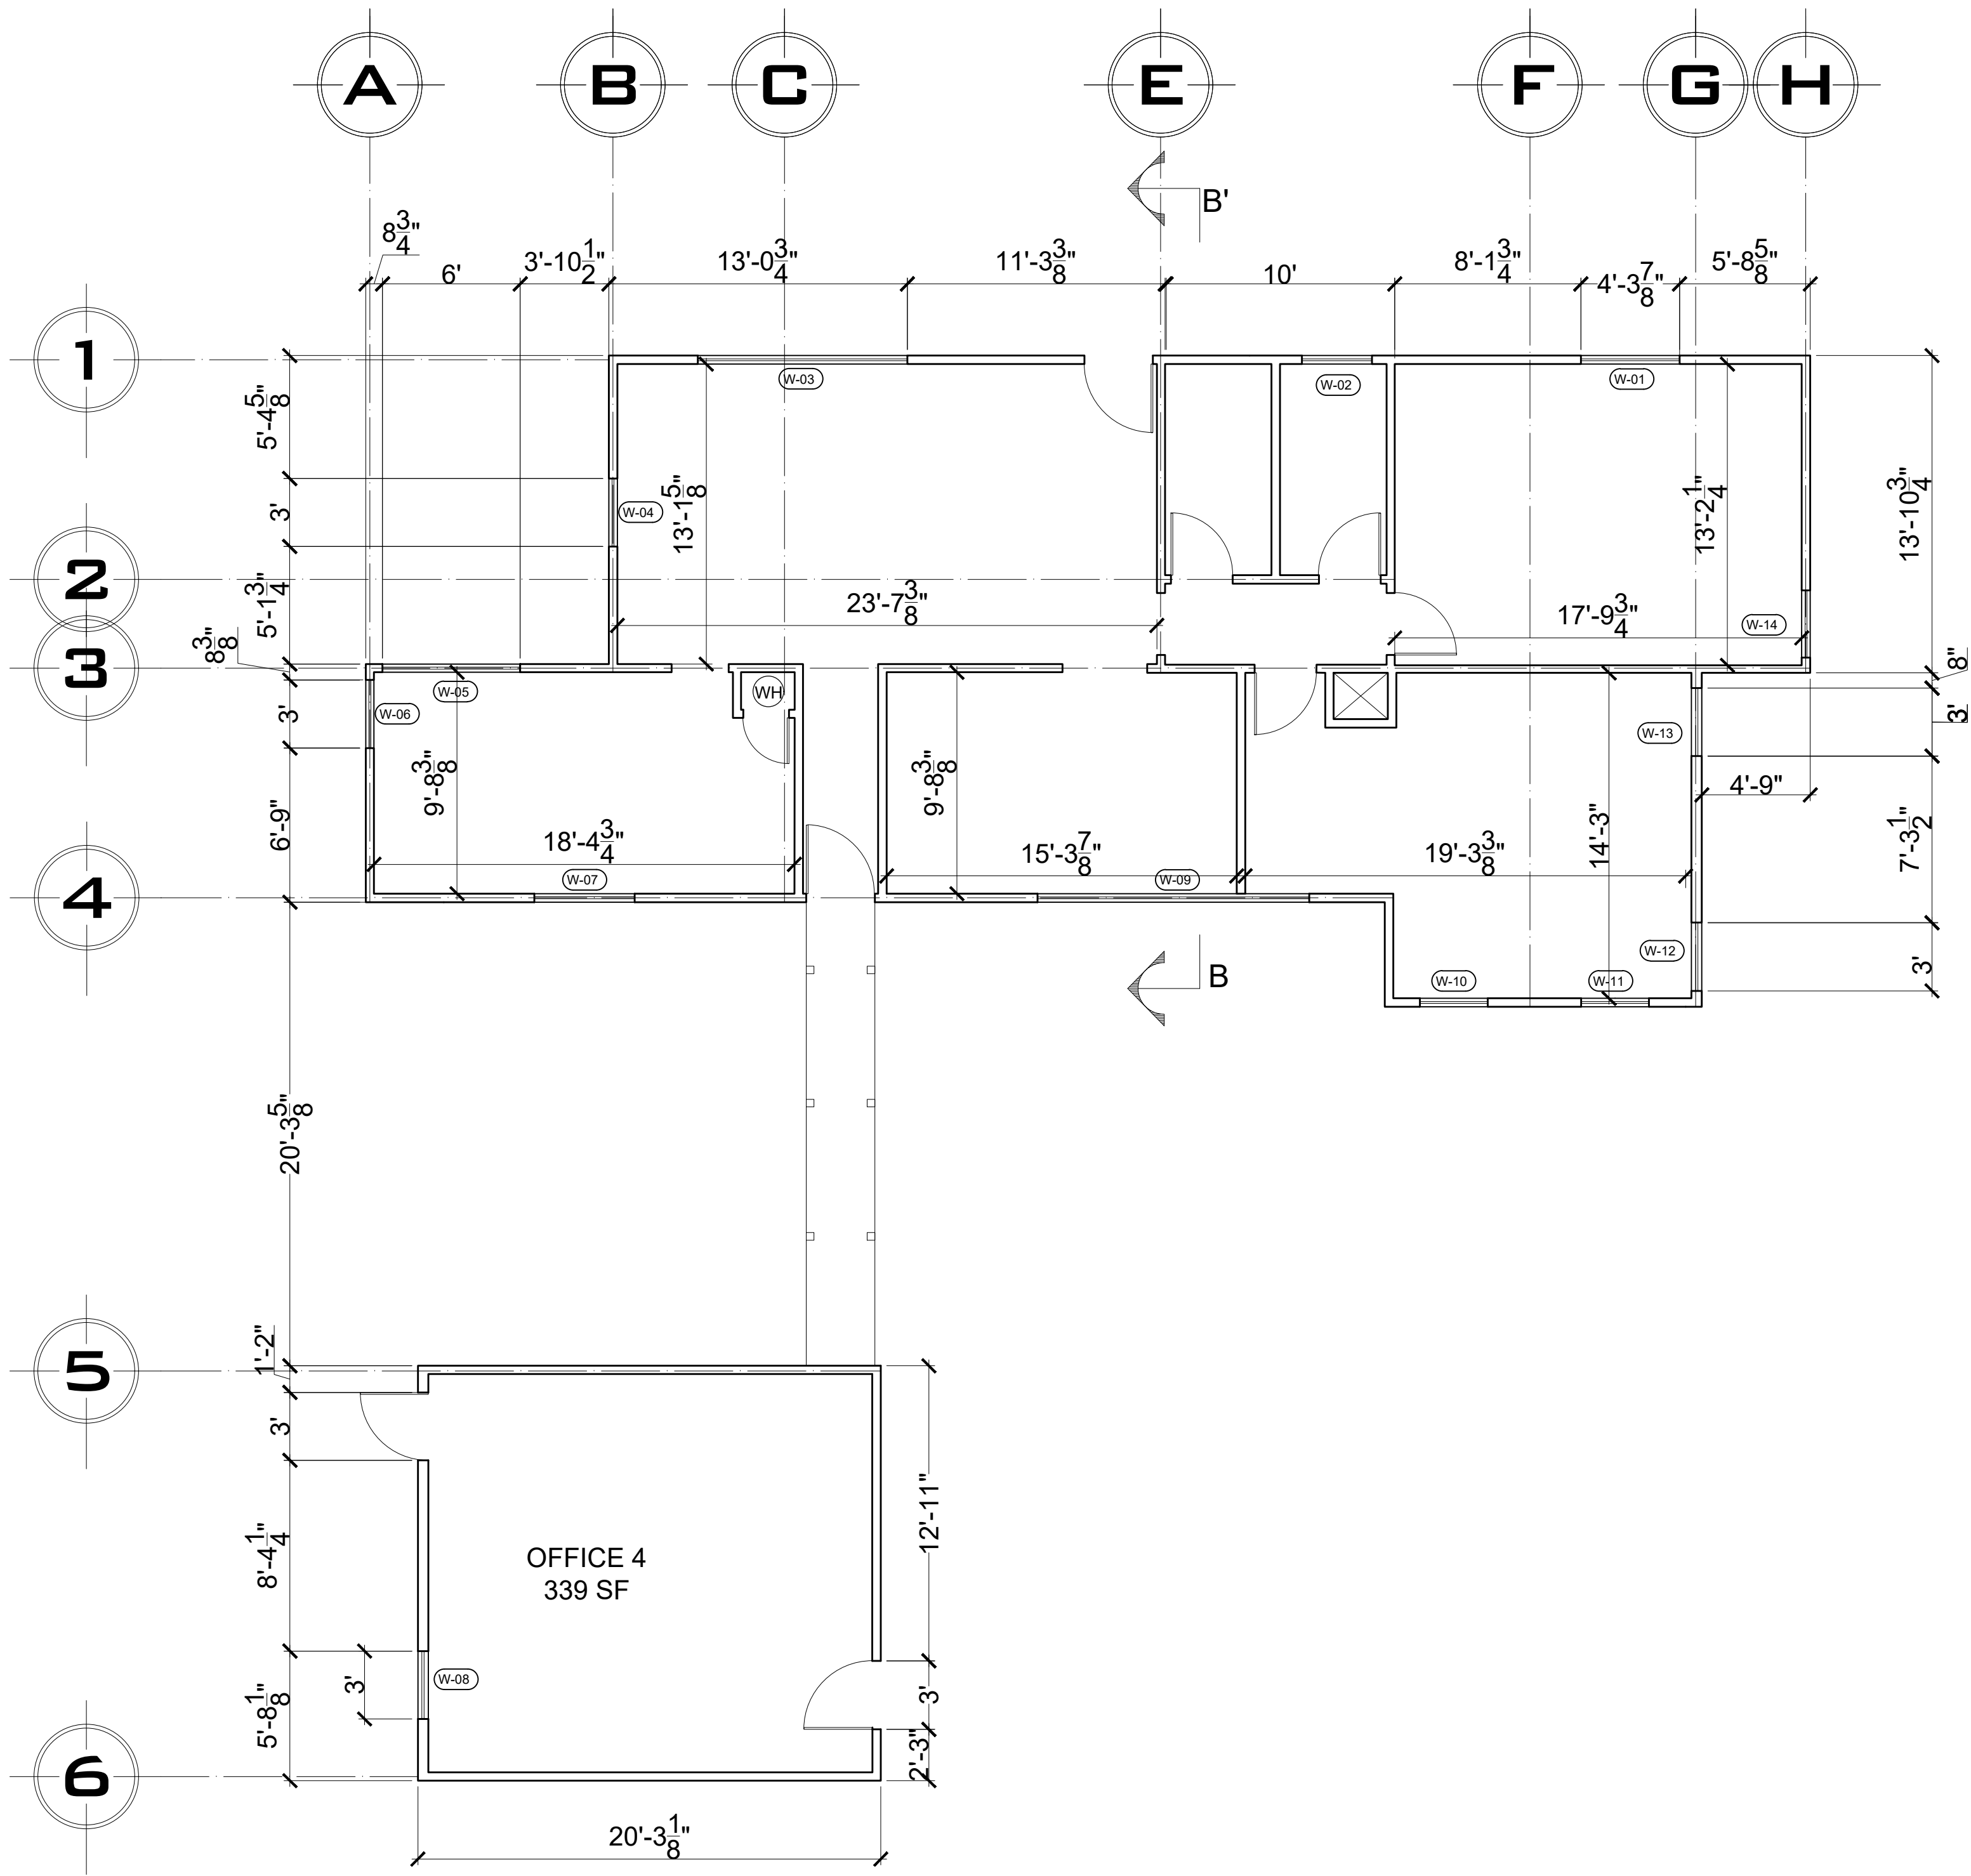 A B C E F G H
B'
8 3/4"
6' 3'-10 1/2" 13'-0 3/4" 11'-3 3/8" 10' 8'-1 3/4" 4'-3 7/8" 5'-8 5/8"
1
W-03 W-02 W-01
5'-4 5/8"
3'
W-04
13'-1 5/8"
13'-2 1/4"
13'-10 3/4"
2
5'-1 3/4"
23'-7 3/8"
17'-9 3/4"
W-14
8 3/8"
3
8"
W-05
WH
3'
W-06
3'
W-13
9'-8 3/8"
9'-8 3/8"
4'-9"
6'-9"
18'-4 3/4"
15'-3 7/8"
19'-3 3/8"
14'-3"
7'-3 1/2"
W-07
W-09
4
W-12
3'
B
W-10
W-11
20'-3 5/8"
1'-2"
5
3'
12'-11"
8'-4 1/4"
OFFICE 4
339 SF
W-08
3'
3'
5'-8 1/8"
2'-3"
6
20'-3 1/8"